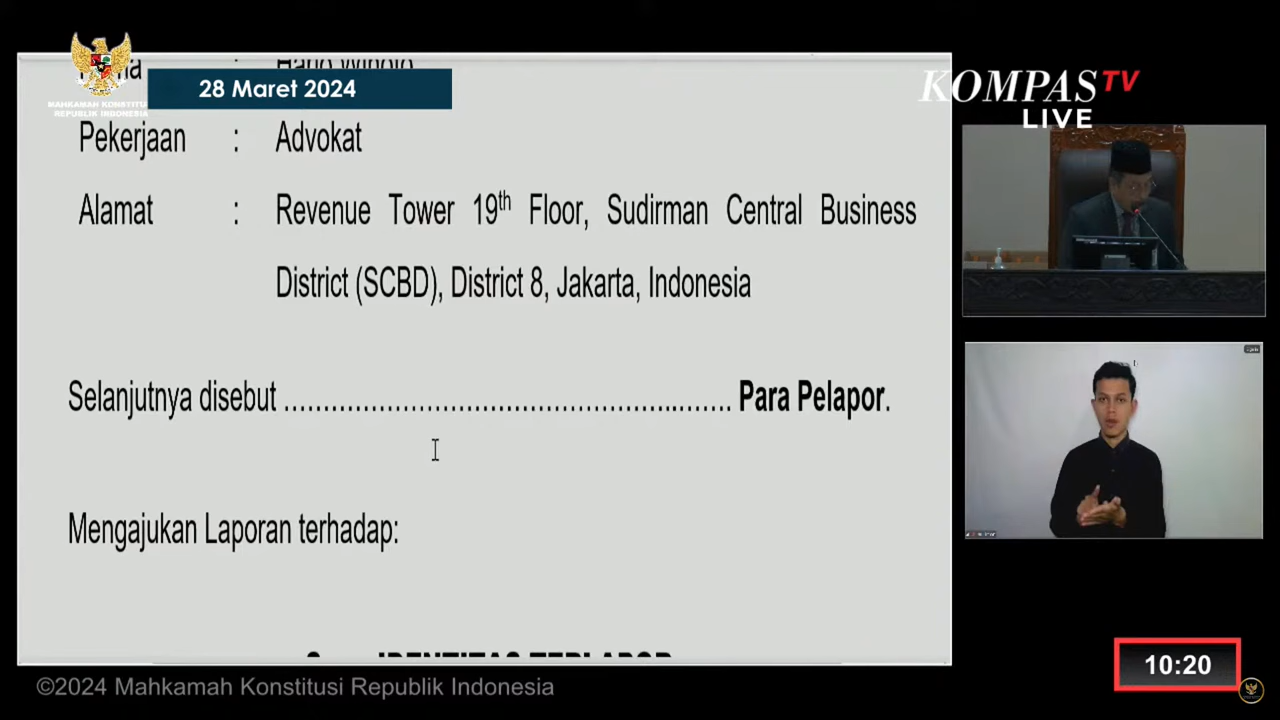 28 Maret 2024
MAHKAMAH KONSTITUSI
REPUBLIK INDONESIA
KOMPAS TV
LIVE
Pekerjaan : Advokat
Alamat : Revenue Tower 19th Floor, Sudirman Central Business
District (SCBD), District 8, Jakarta, Indonesia
Selanjutnya disebut ............................................................ Para Pelapor.
Mengajukan Laporan terhadap:
IDENTITAS TERLAPOR
10:20
©2024 Mahkamah Konstitusi Republik Indonesia